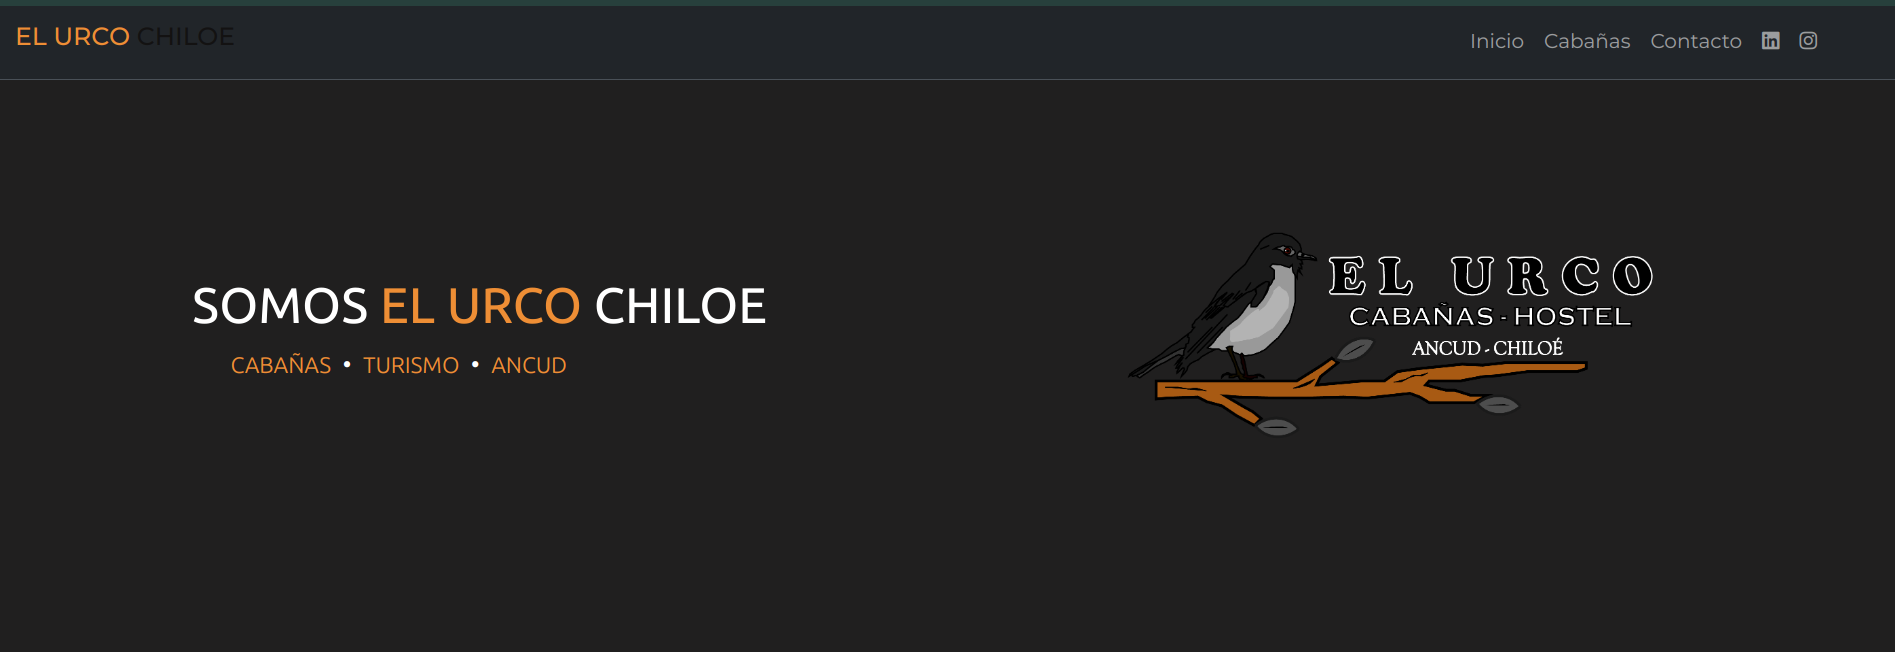 EL URCO CHILOE
Inicio Cabañas Contacto
SOMOS EL URCO CHILOE
CABAÑAS • TURISMO • ANCUD
EL URCO
CABAÑAS - HOSTEL
ANCUD - CHILOÉ